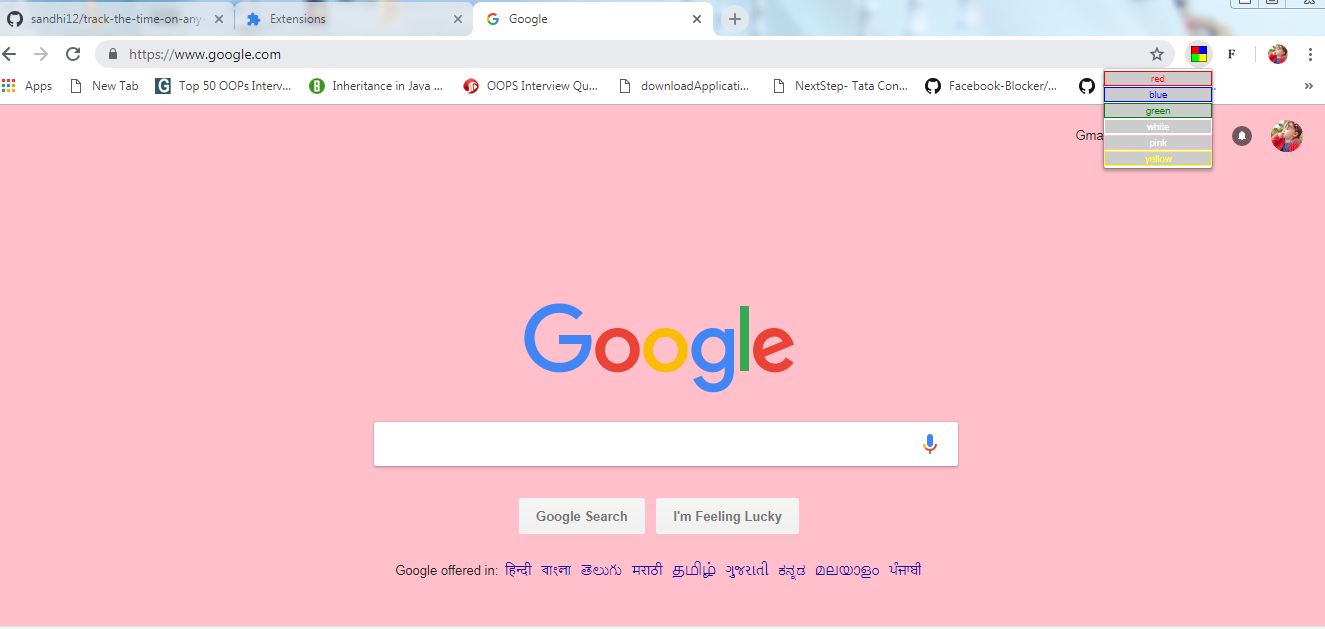 sandhi12/track-the-time-on-any
Extensions
Google
https://www.google.com
F
Apps
New Tab
Top 50 OOPs Interv...
Inheritance in Java ...
OOPS Interview Qu...
downloadApplicati...
NextStep- Tata Con...
Facebook-Blocker/...
»
red
blue
green
white
pink
yellow
Gma
Google
Google Search
I'm Feeling Lucky
Google offered in: हिन्दी বাংলা తెలుగు मराठी தமிழ் ગુજરાતી ಕನ್ನಡ മലയാളം ਪੰਜਾਬੀ